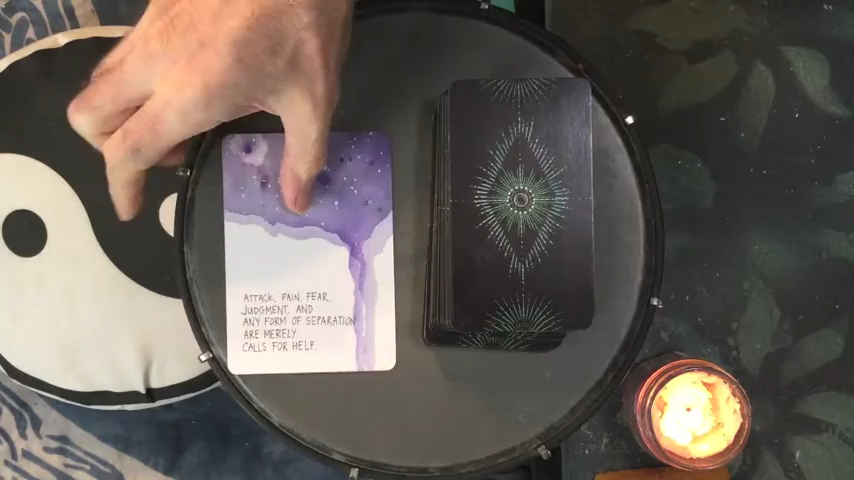 ATTACK, PAIN, FEAR,
JUDGMENT, AND
ANY FORM OF SEPARATION
ARE MERELY
CALLS FOR HELP.